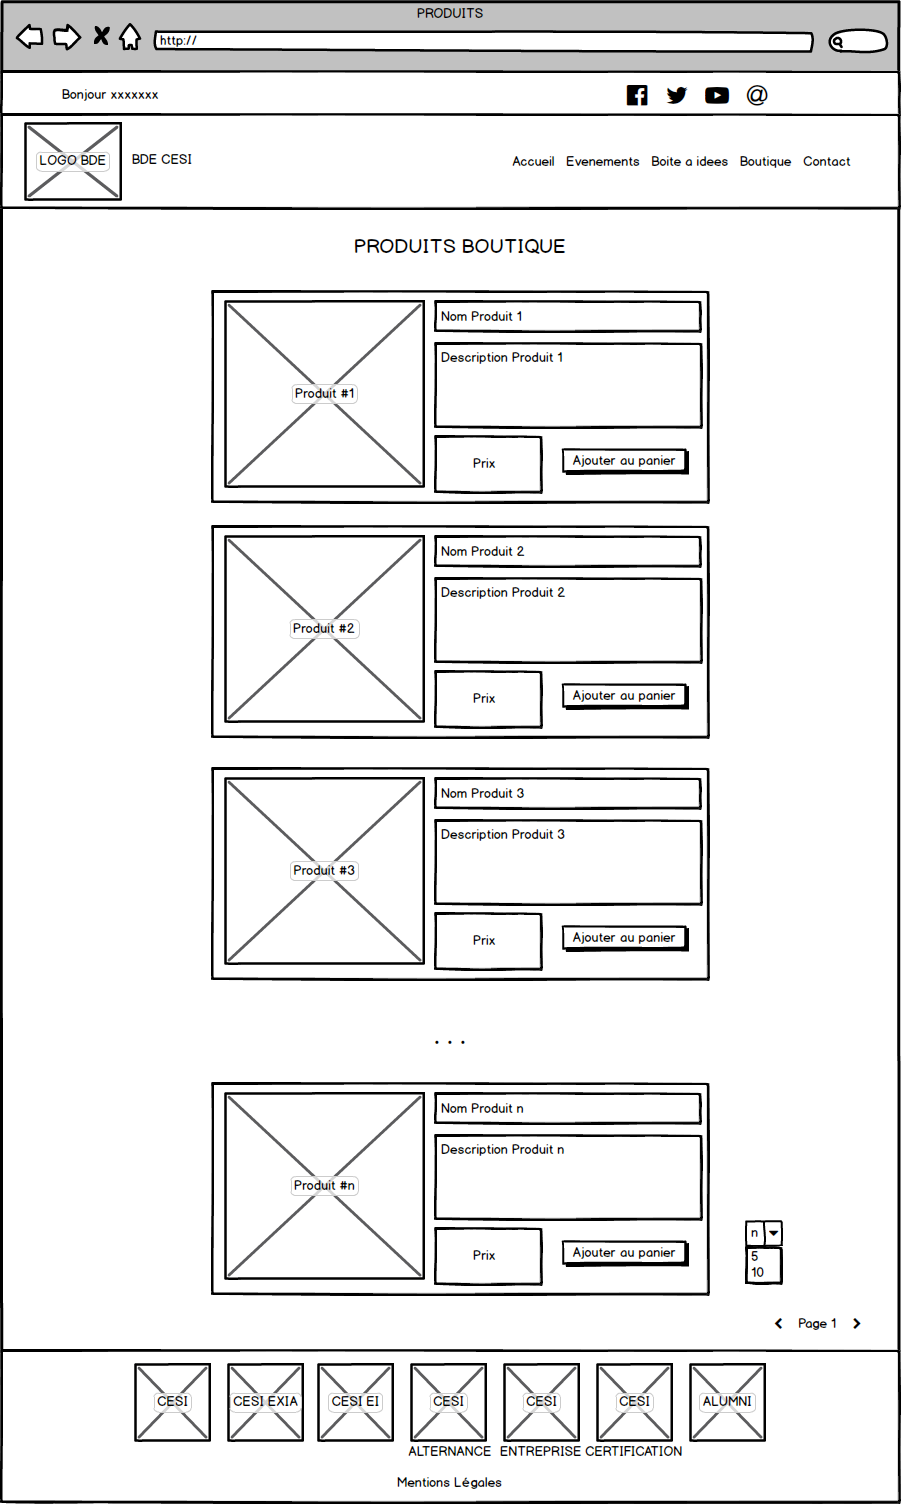 PRODUITS
http://
Bonjour xxxxxxx
LOGO BDE
BDE CESI
Accueil Evenements Boite a idees Boutique Contact
PRODUITS BOUTIQUE
Produit #1
Nom Produit 1
Description Produit 1
Prix
Ajouter au panier
Produit #2
Nom Produit 2
Description Produit 2
Prix
Ajouter au panier
Produit #3
Nom Produit 3
Description Produit 3
Prix
Ajouter au panier
. . .
Produit #n
Nom Produit n
Description Produit n
Prix
Ajouter au panier
n
5
10
Page 1
CESI CESI EXIA CESI EI CESI CESI CESI ALUMNI
ALTERNANCE ENTREPRISE CERTIFICATION
Mentions Légales